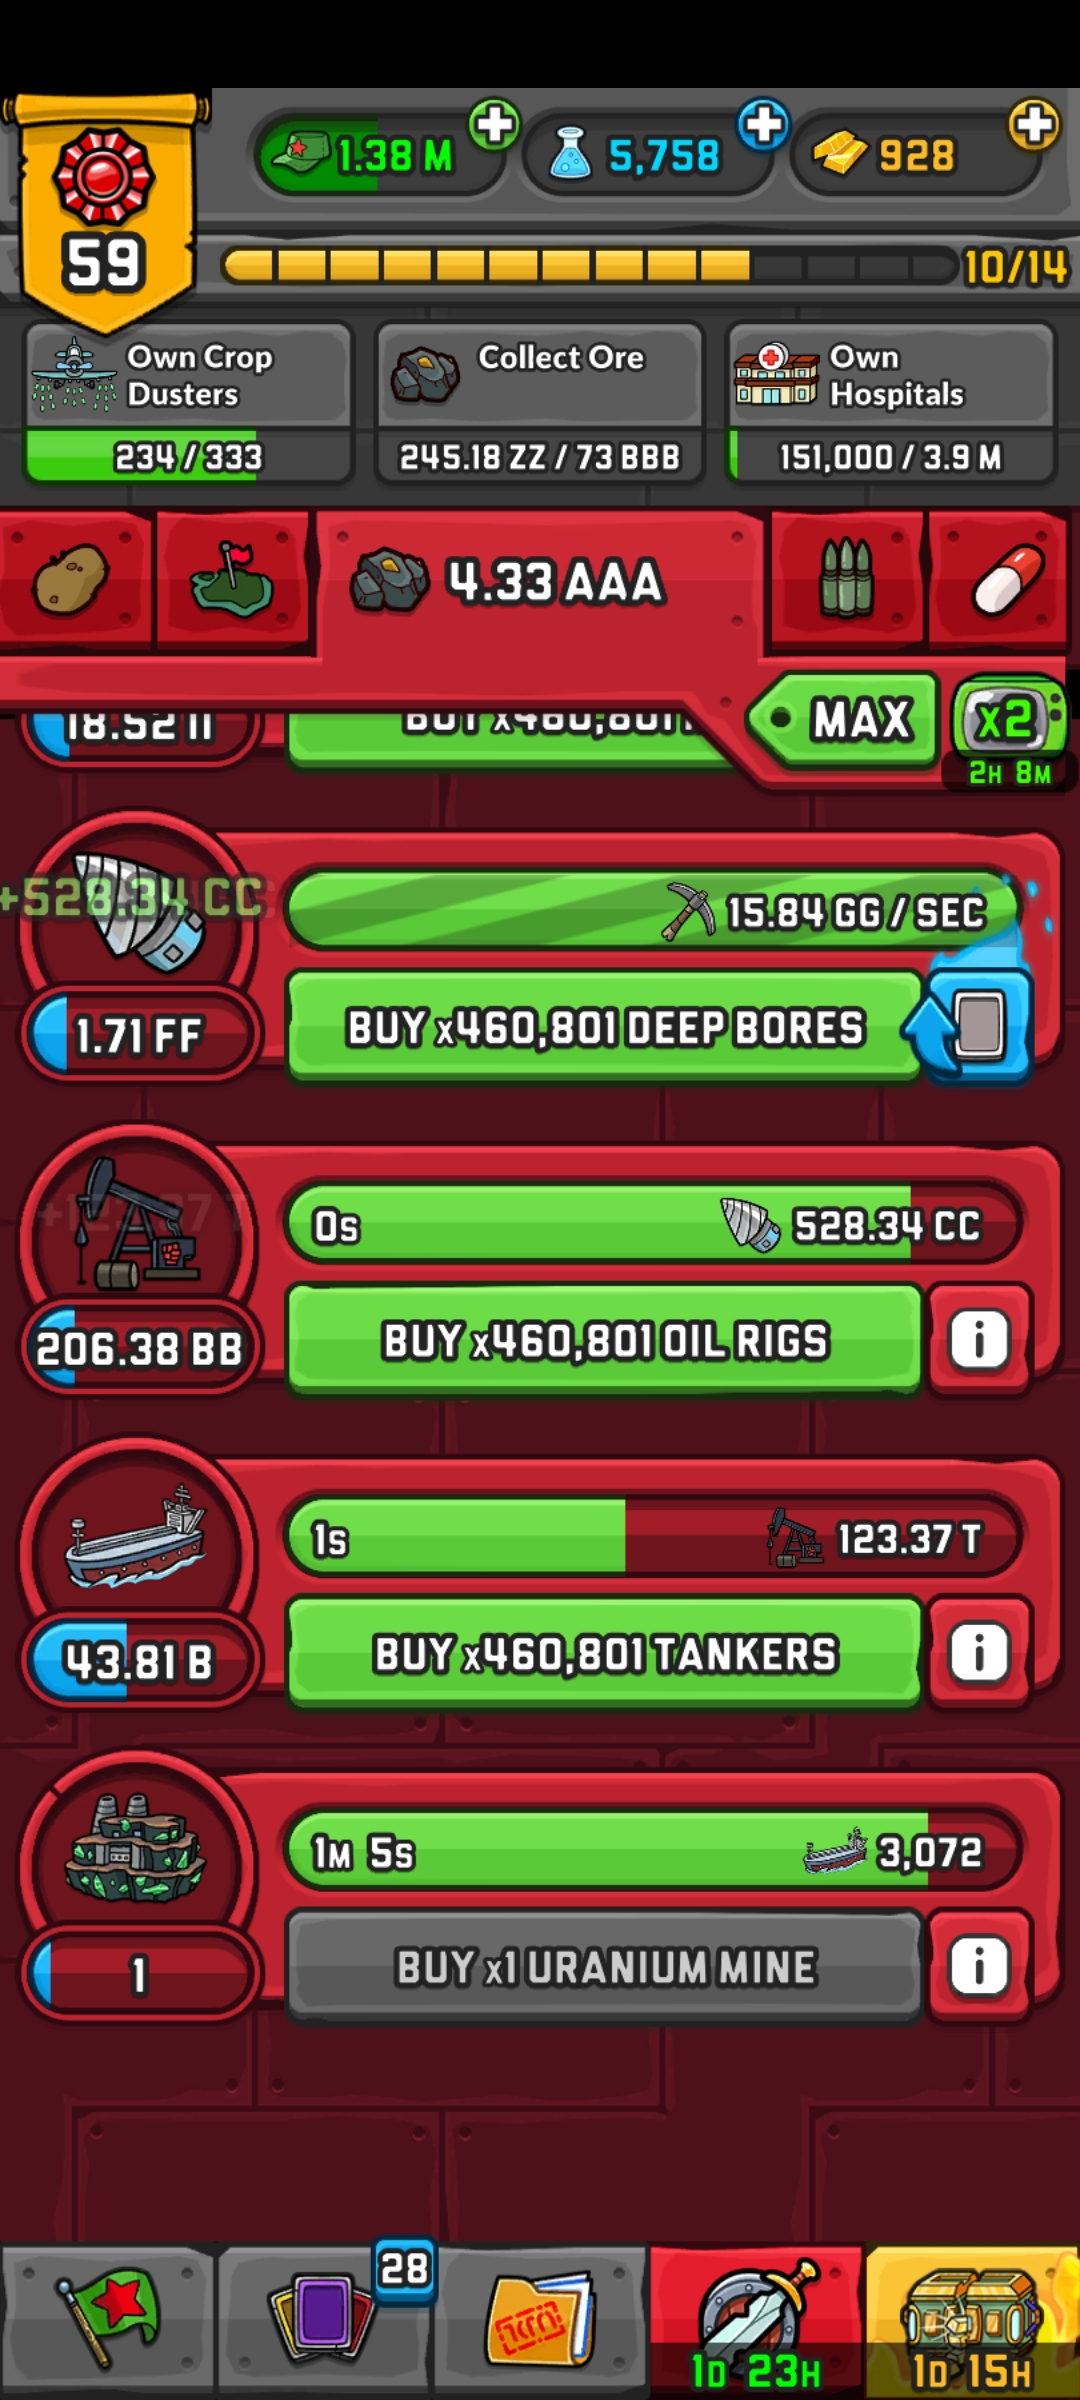 1.38 M
5,758
928
59
10/14
Own Crop
Dusters
234 / 333
Collect Ore
245.18 ZZ / 73 BBB
Own
Hospitals
151,000 / 3.9 M
4.33 AAA
MAX
x2
2H 8M
18.52 II
BUY x460,801
+528.34 CC
15.84 GG / SEC
1.71 FF
BUY x460,801 DEEP BORES
+123.37 T
0s
528.34 CC
206.38 BB
BUY x460,801 OIL RIGS
i
1s
123.37 T
43.81 B
BUY x460,801 TANKERS
i
1M 5s
3,072
1
BUY x1 URANIUM MINE
i
28
1D 23H
1D 15H